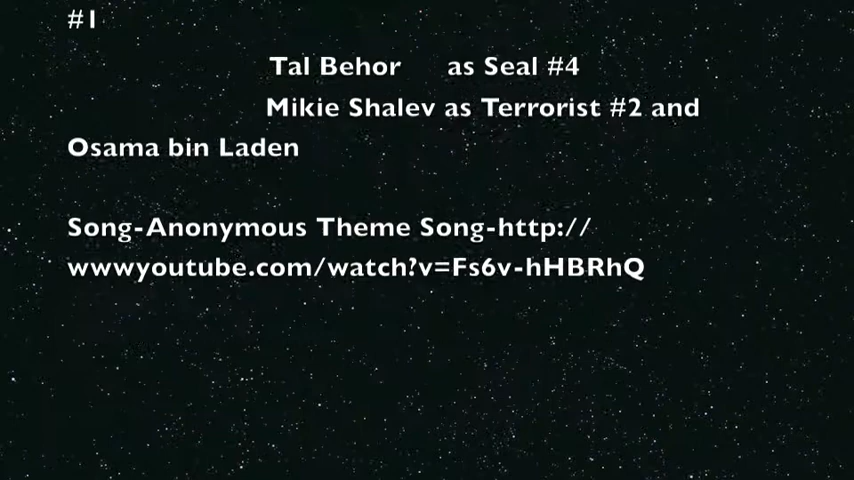 #1
Tal Behor as Seal #4
Mikie Shalev as Terrorist #2 and
Osama bin Laden
Song-Anonymous Theme Song-http://
wwwyoutube.com/watch?v=Fs6v-hHBRhQ